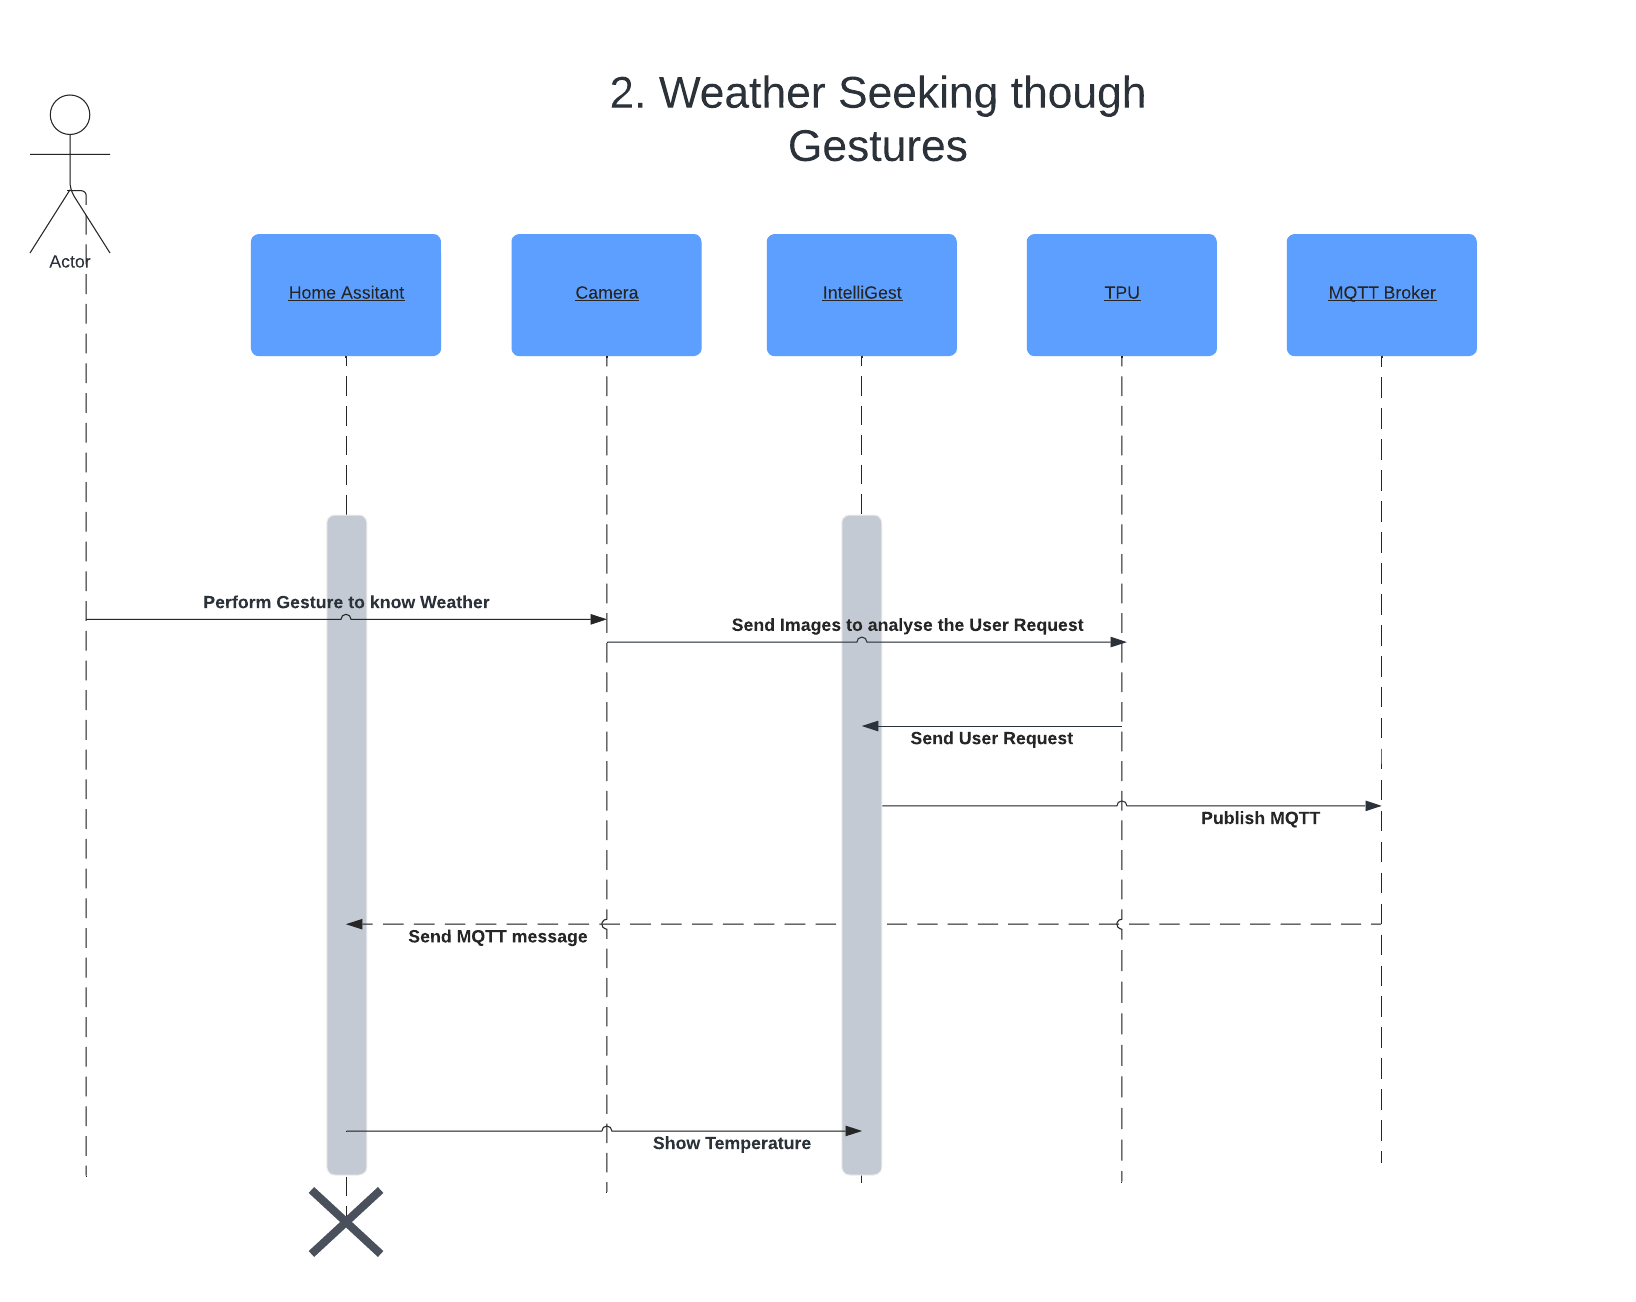 2. Weather Seeking though
Gestures
Actor
Home Assitant
Camera
IntelliGest
TPU
MQTT Broker
Perform Gesture to know Weather
Send Images to analyse the User Request
Send User Request
Publish MQTT
Send MQTT message
Show Temperature